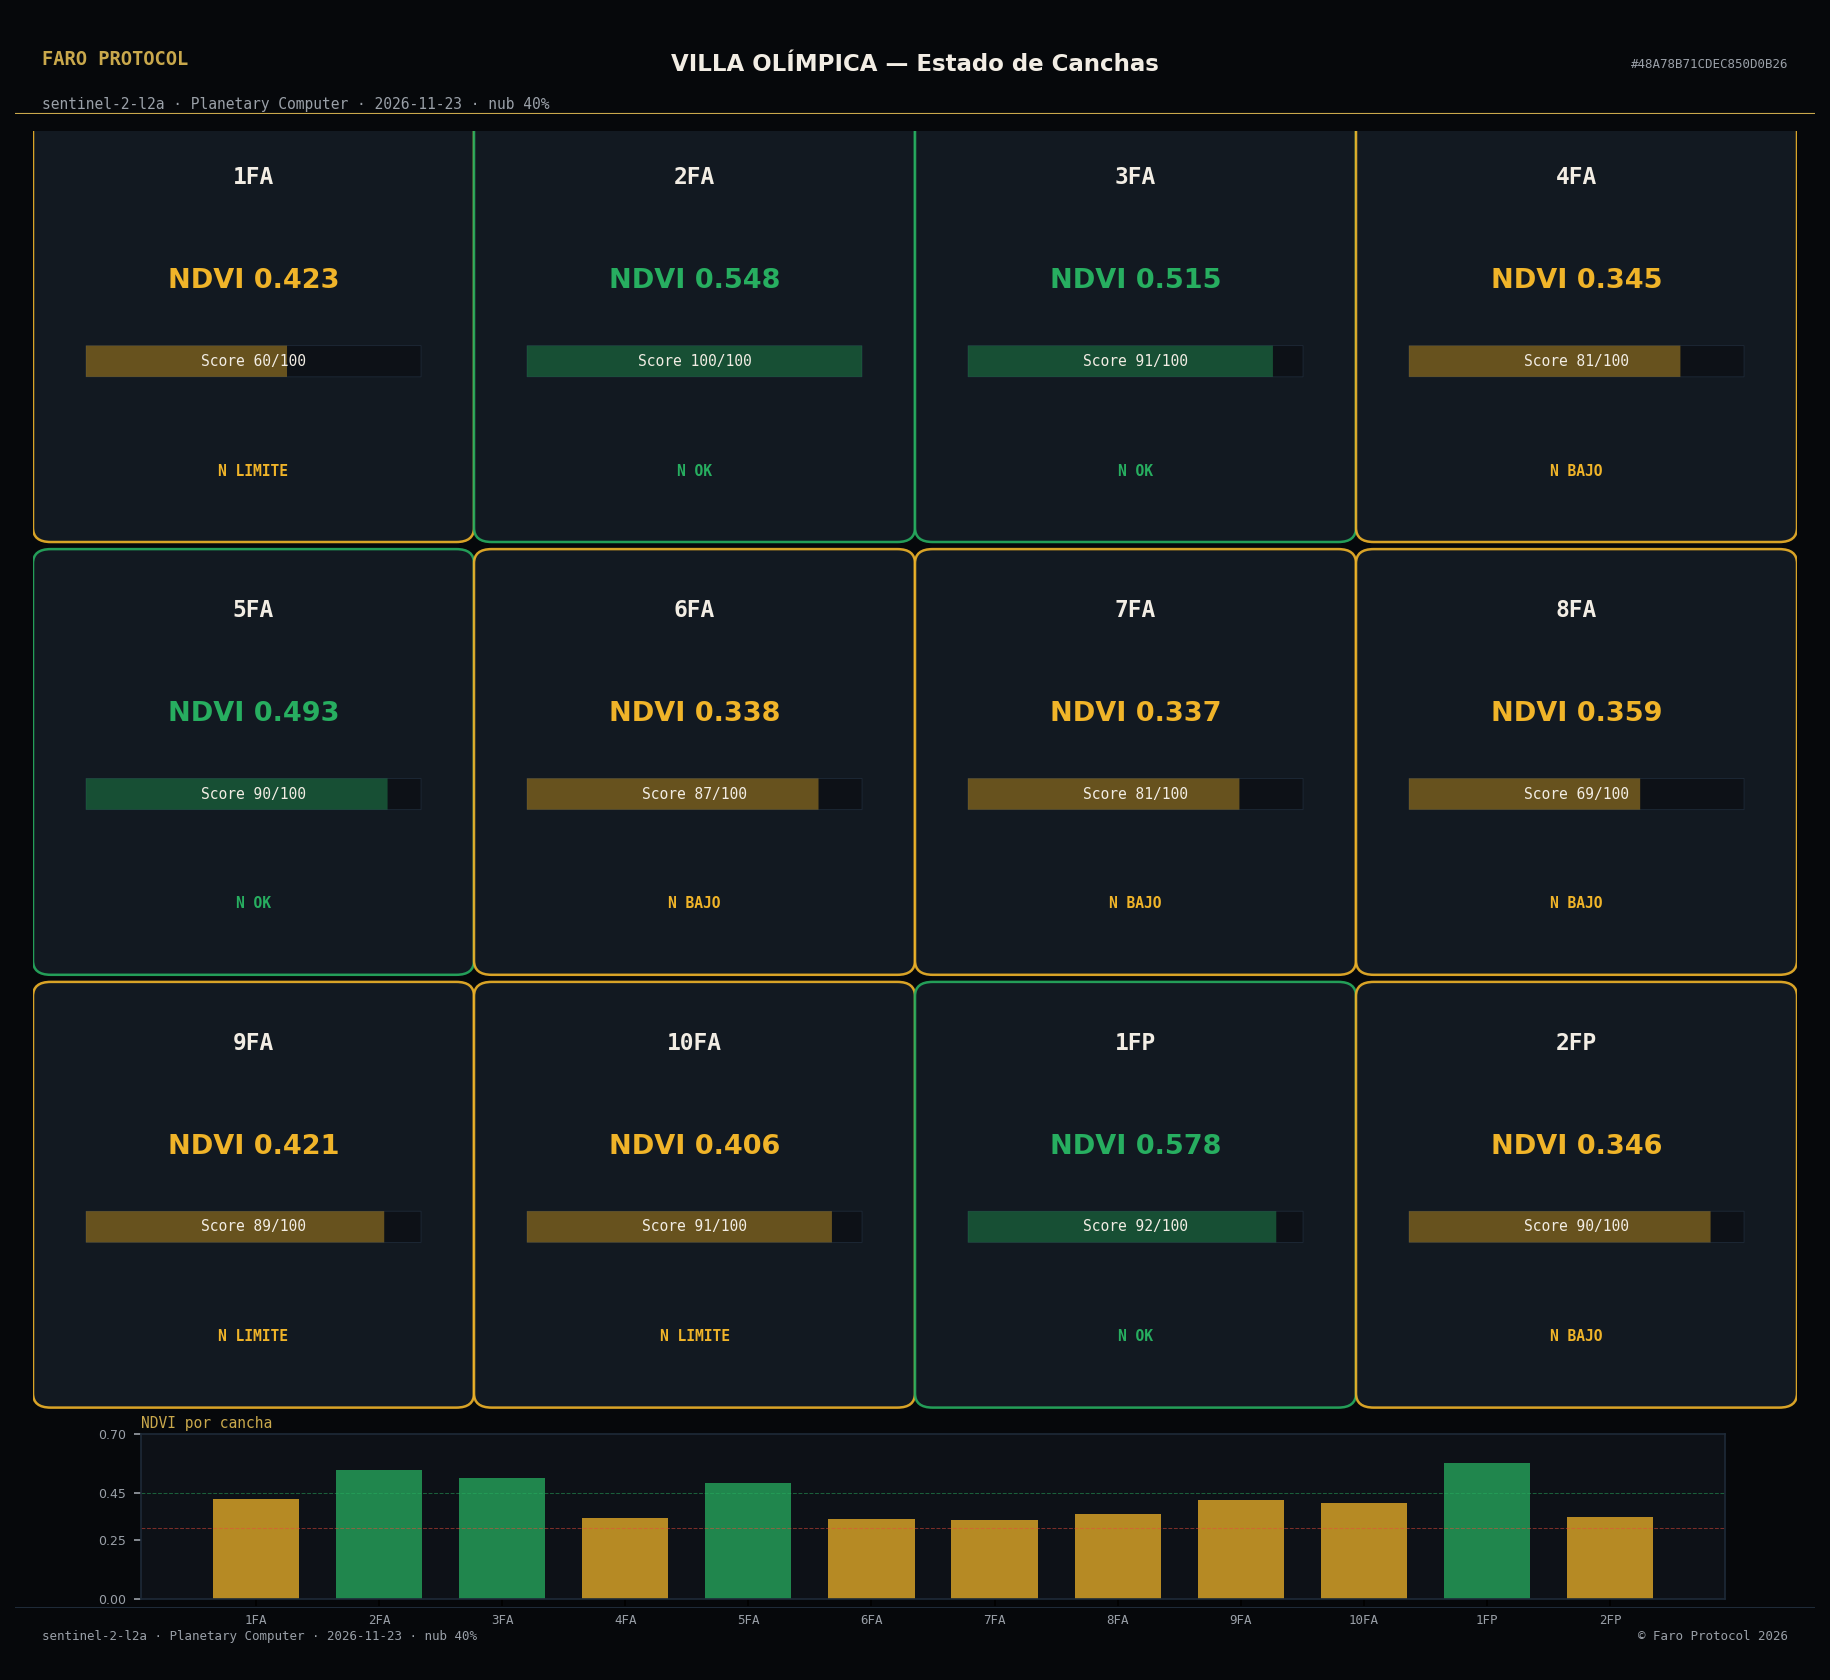 FARO PROTOCOL
VILLA OLÍMPICA — Estado de Canchas
#48A78B71CDEC850D0B26
sentinel-2-l2a · Planetary Computer · 2026-11-23 · nub 40%
1FA
NDVI 0.423
Score 60/100
N LIMITE
2FA
NDVI 0.548
Score 100/100
N OK
3FA
NDVI 0.515
Score 91/100
N OK
4FA
NDVI 0.345
Score 81/100
N BAJO
5FA
NDVI 0.493
Score 90/100
N OK
6FA
NDVI 0.338
Score 87/100
N BAJO
7FA
NDVI 0.337
Score 81/100
N BAJO
8FA
NDVI 0.359
Score 69/100
N BAJO
9FA
NDVI 0.421
Score 89/100
N LIMITE
10FA
NDVI 0.406
Score 91/100
N LIMITE
1FP
NDVI 0.578
Score 92/100
N OK
2FP
NDVI 0.346
Score 90/100
N BAJO
NDVI por cancha
0.70
0.45
0.25
0.00
1FA 2FA 3FA 4FA 5FA 6FA 7FA 8FA 9FA 10FA 1FP 2FP
sentinel-2-l2a · Planetary Computer · 2026-11-23 · nub 40%
© Faro Protocol 2026